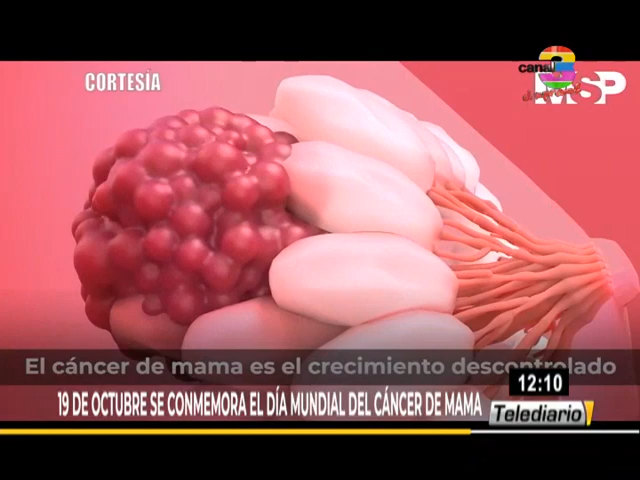 CORTESÍA
canal 3
MSP
El cáncer de mama es el crecimiento descontrolado
12:10
19 DE OCTUBRE SE CONMEMORA EL DÍA MUNDIAL DEL CÁNCER DE MAMA
Telediario